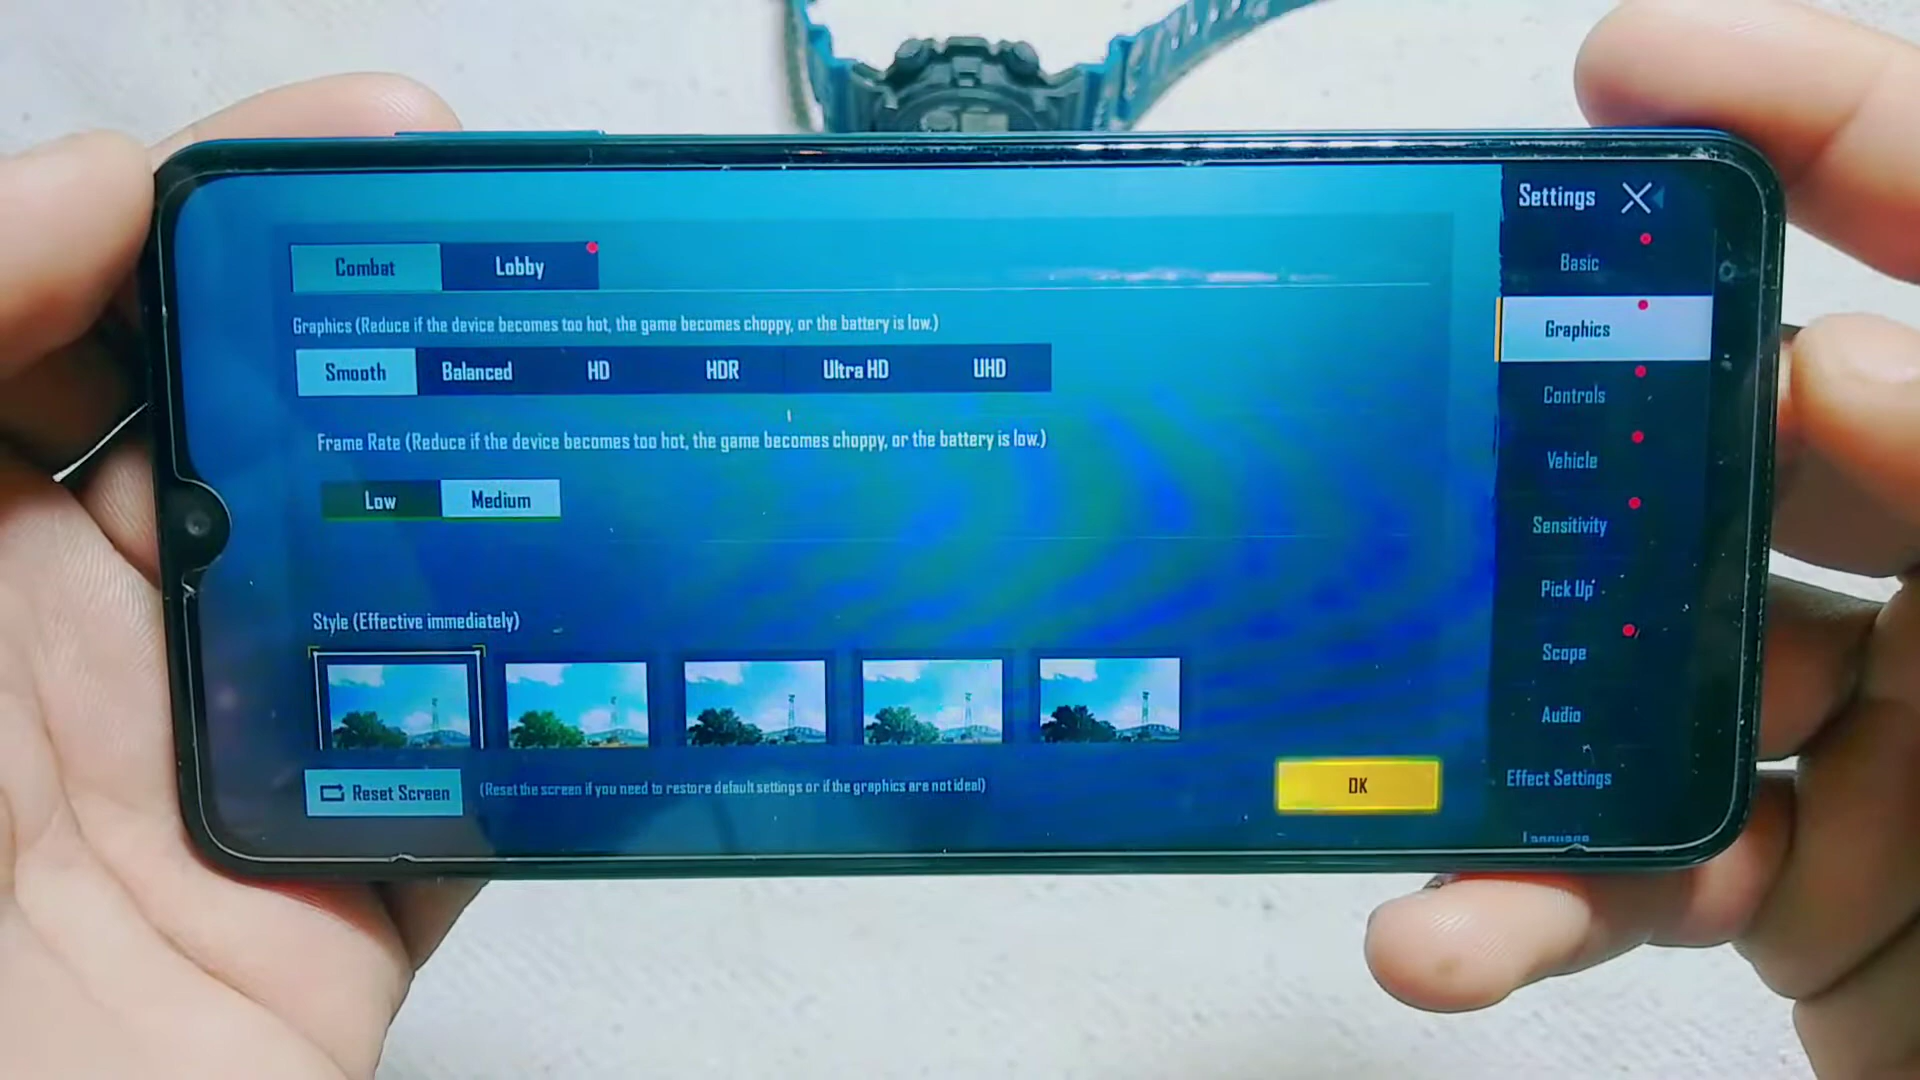 Settings
Combat
Lobby
Basic
Graphics (Reduce if the device becomes too hot, the game becomes choppy, or the battery is low.)
Graphics
Smooth
Balanced
HD
HDR
Ultra HD
UHD
Controls
Frame Rate (Reduce if the device becomes too hot, the game becomes choppy, or the battery is low.)
Vehicle
Low
Medium
Sensitivity
Pick Up
Style (Effective immediately)
Scope
Audio
Reset Screen
(Reset the screen if you need to restore default settings or if the graphics are not ideal)
OK
Effect Settings
Language